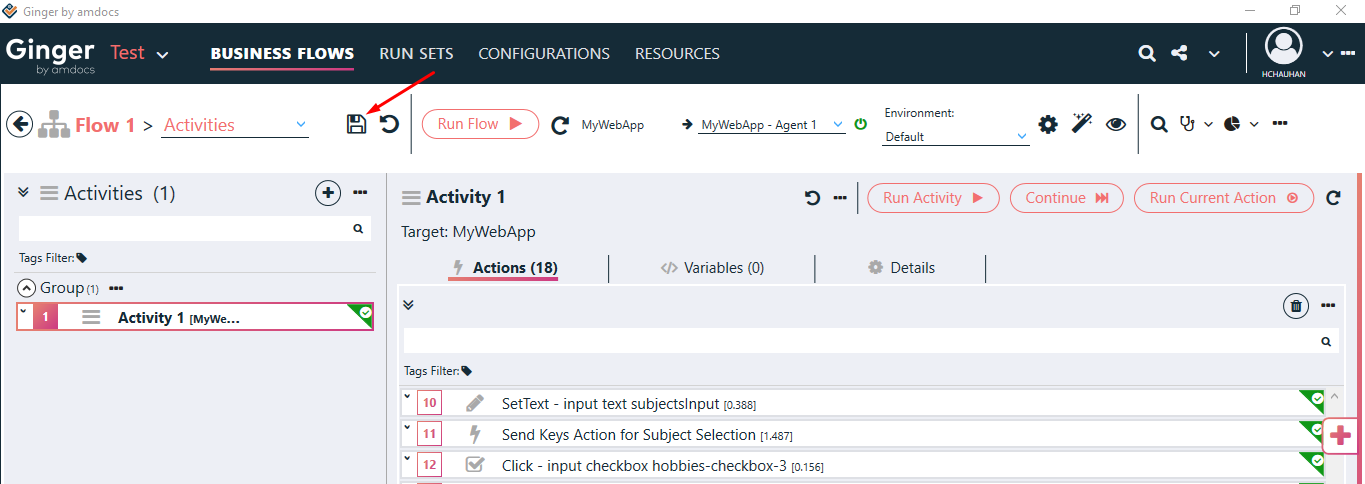 Ginger by amdocs
Ginger
by amdocs
Test
BUSINESS FLOWS
RUN SETS
CONFIGURATIONS
RESOURCES
HCHAUHAN
Flow 1 > Activities
Run Flow
MyWebApp
MyWebApp - Agent 1
Environment:
Default
Activities (1)
Tags Filter:
Group (1)
1
Activity 1 [MyWe...
Activity 1
Run Activity
Continue
Run Current Action
Target: MyWebApp
Actions (18)
Variables (0)
Details
Tags Filter:
10 SetText - input text subjectsInput [0.388]
11 Send Keys Action for Subject Selection [1.487]
12 Click - input checkbox hobbies-checkbox-3 [0.156]